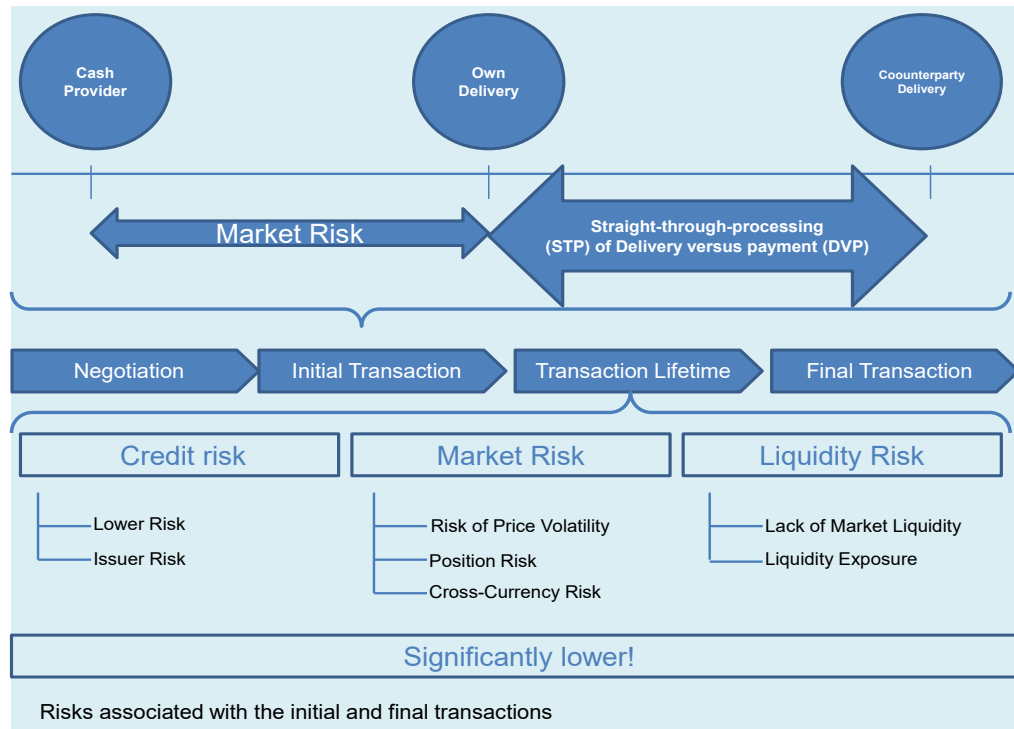 Cash
Provider
Own
Delivery
Coounterparty
Delivery
Market Risk
Straight-through-processing
(STP) of Delivery versus payment (DVP)
Negotiation
Initial Transaction
Transaction Lifetime
Final Transaction
Credit risk
Market Risk
Liquidity Risk
Lower Risk
Issuer Risk
Risk of Price Volatility
Position Risk
Cross-Currency Risk
Lack of Market Liquidity
Liquidity Exposure
Significantly lower!
Risks associated with the initial and final transactions